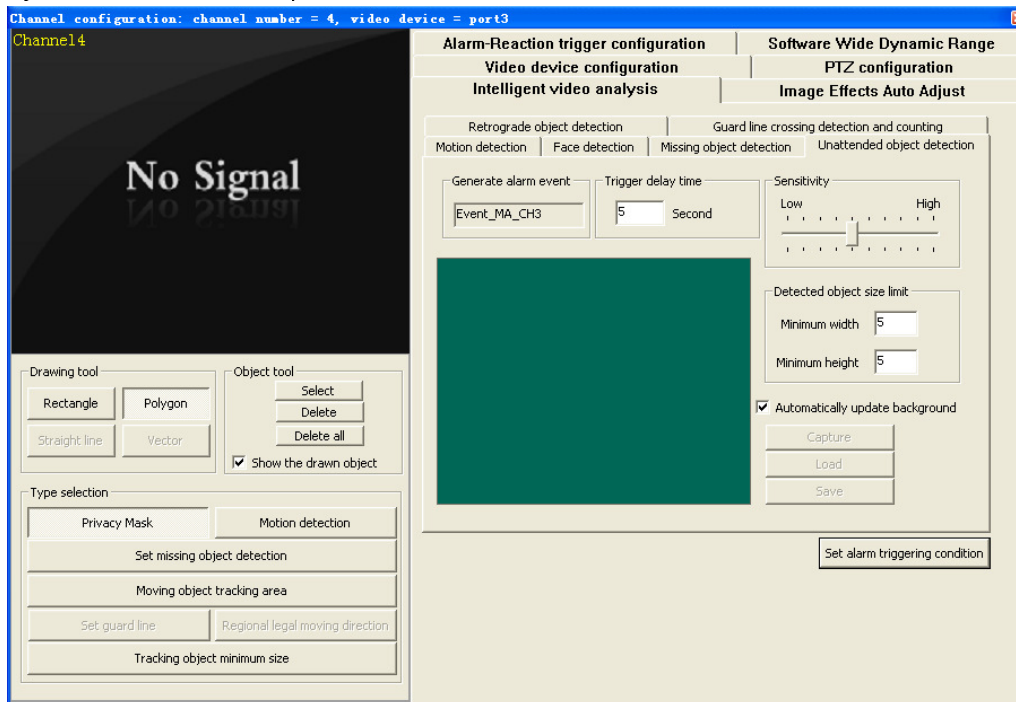 Channel configuration: channel number = 4, video device = port3
Channel4
No Signal
Alarm-Reaction trigger configuration
Software Wide Dynamic Range
Video device configuration
PTZ configuration
Intelligent video analysis
Image Effects Auto Adjust
Retrograde object detection
Guard line crossing detection and counting
Motion detection
Face detection
Missing object detection
Unattended object detection
Generate alarm event
Event_MA_CH3
Trigger delay time
5 Second
Sensitivity
Low High
Detected object size limit
Minimum width 5
Minimum height 5
Automatically update background
Capture
Load
Save
Set alarm triggering condition
Drawing tool
Rectangle
Polygon
Straight line
Vector
Object tool
Select
Delete
Delete all
Show the drawn object
Type selection
Privacy Mask
Motion detection
Set missing object detection
Moving object tracking area
Set guard line
Regional legal moving direction
Tracking object minimum size